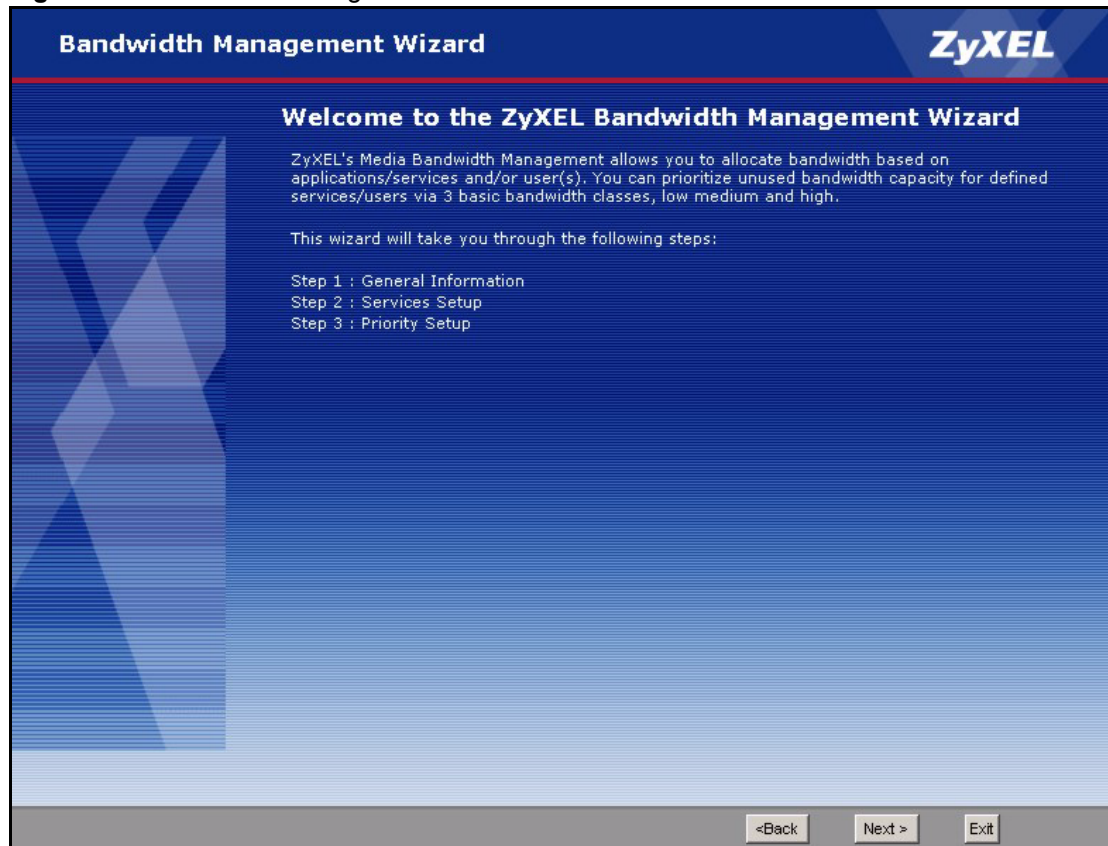 Bandwidth Management Wizard
ZyXEL
Welcome to the ZyXEL Bandwidth Management Wizard
ZyXEL's Media Bandwidth Management allows you to allocate bandwidth based on
applications/services and/or user(s). You can prioritize unused bandwidth capacity for defined
services/users via 3 basic bandwidth classes, low medium and high.
This wizard will take you through the following steps:
Step 1 : General Information
Step 2 : Services Setup
Step 3 : Priority Setup
<Back
Next >
Exit